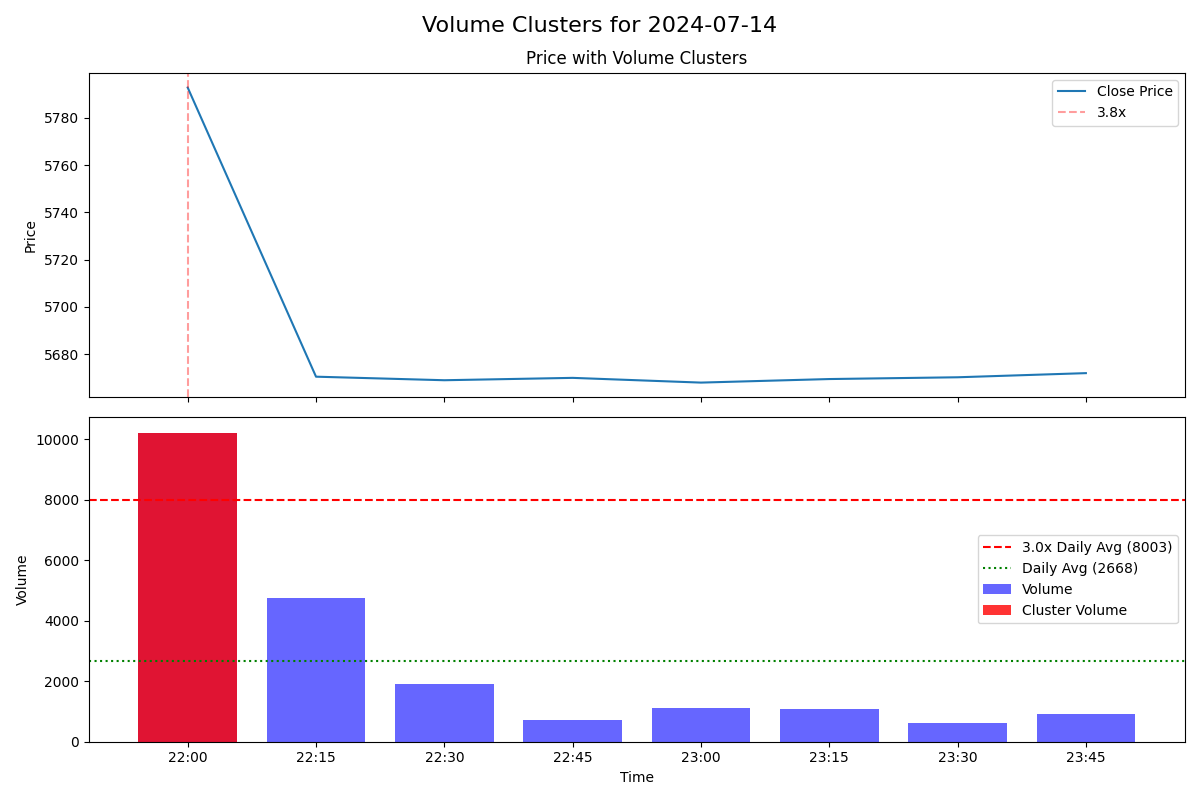 Volume Clusters for 2024-07-14
Price with Volume Clusters
Close Price
3.8x
5780
5760
5740
5720
5700
5680
Price
10000
8000
6000
4000
2000
0
Volume
3.0x Daily Avg (8003)
Daily Avg (2668)
Volume
Cluster Volume
22:00 22:15 22:30 22:45 23:00 23:15 23:30 23:45
Time